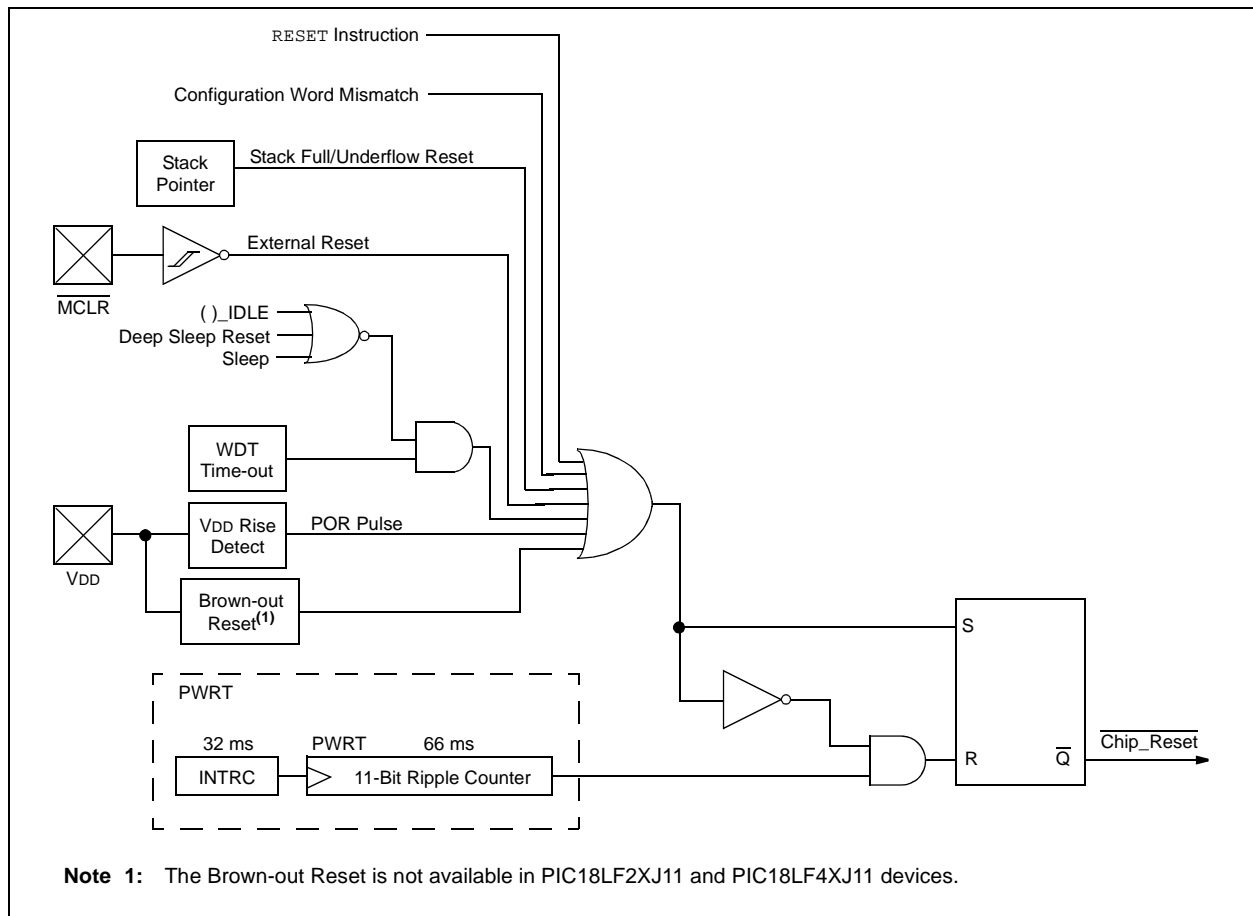 RESET Instruction
Configuration Word Mismatch
Stack
Pointer
Stack Full/Underflow Reset
External Reset
MCLR
( )_IDLE
Deep Sleep Reset
Sleep
WDT
Time-out
VDD Rise
Detect
POR Pulse
VDD
Brown-out
Reset(1)
S
PWRT
32 ms
PWRT
66 ms
INTRC
11-Bit Ripple Counter
R
Q
Chip_Reset
Note 1: The Brown-out Reset is not available in PIC18LF2XJ11 and PIC18LF4XJ11 devices.